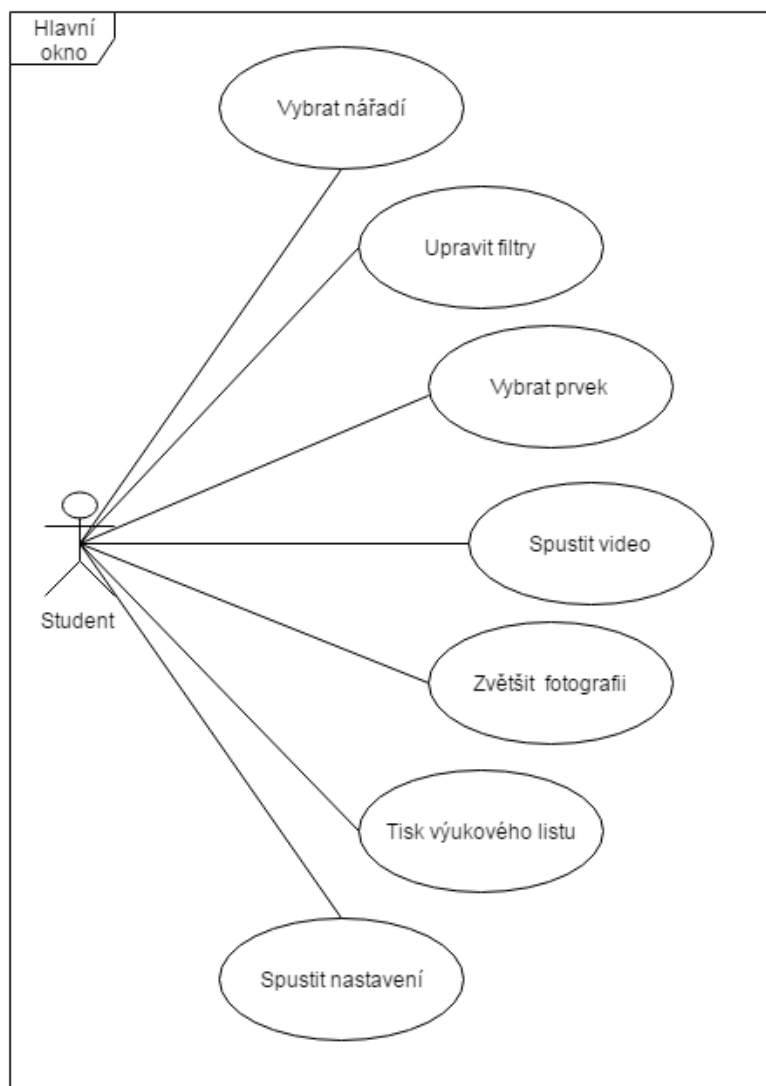 Hlavní
okno
Vybrat nářadí
Upravit filtry
Vybrat prvek
Spustit video
Student
Zvětšit fotografii
Tisk výukového listu
Spustit nastavení